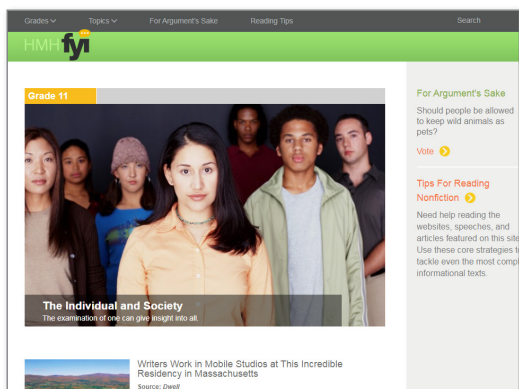 Grades Topics For Argument's Sake Reading Tips Search
HMH fyi
Grade 11
The Individual and Society
The examination of one can give insight into all.
Writers Work in Mobile Studios at This Incredible
Residency in Massachusetts
Source: Dwell
For Argument's Sake
Should people be allowed
to keep wild animals as
pets?
Vote
Tips For Reading
Nonfiction
Need help reading the
websites, speeches, and
articles featured on this site
Use these core strategies t
tackle even the most compl
informational texts.